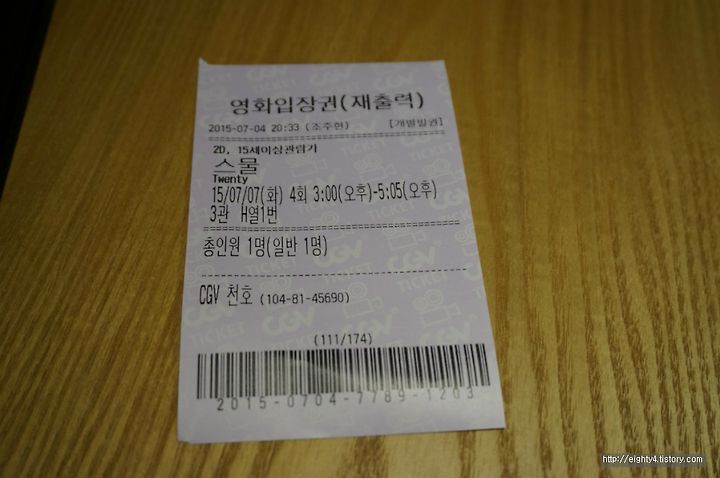 영화입장권(재출력)
2015-07-04 20:33 (조주현) [개별발권]
2D, 15세이상관람가
스물
Twenty
15/07/07(화) 4회 3:00(오후)-5:05(오후)
3관 H열1번
총인원 1명(일반 1명)
CGV 천호 (104-81-45690)
(111/174)
2015-0704-7789-1203
http://eighty4.tistory.com